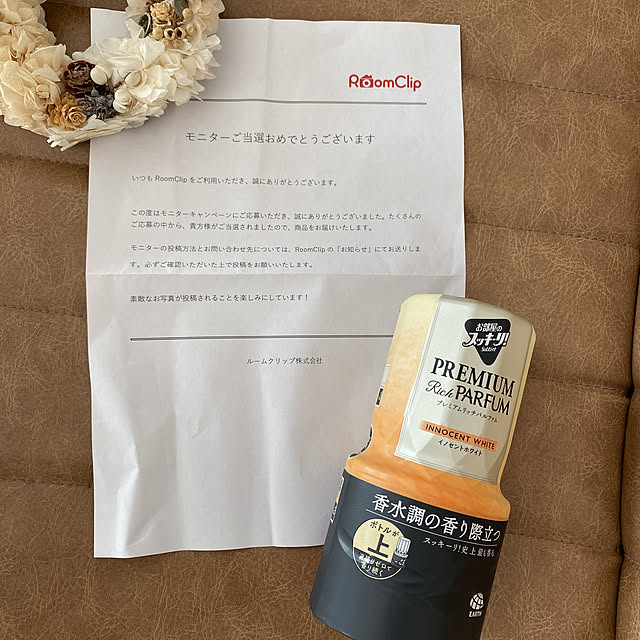 RoomClip
モニターご当選おめでとうございます
いつも RoomClip をご利用いただき、誠にありがとうございます。
この度はモニターキャンペーンにご応募いただき、誠にありがとうございました。たくさんの
ご応募の中から、貴方様がご当選されましたので、商品をお届けいたします。
モニターの投稿方法とお問い合わせ先については、RoomClip の「お知らせ」にてお送りしま
す。必ずご確認いただいた上で投稿をお願いいたします。
素敵なお写真が投稿されることを楽しみにしています！
ルームクリップ株式会社
お部屋の
スッキーリ!
Sukki-ri!
PREMIUM
Rich PARFUM
プレミアムリッチパルファム
INNOCENT WHITE
イノセントホワイト
香水調の香り際立つ
スッキーリ!史上最も香る
ボトルが
上
香り続く
EARTH